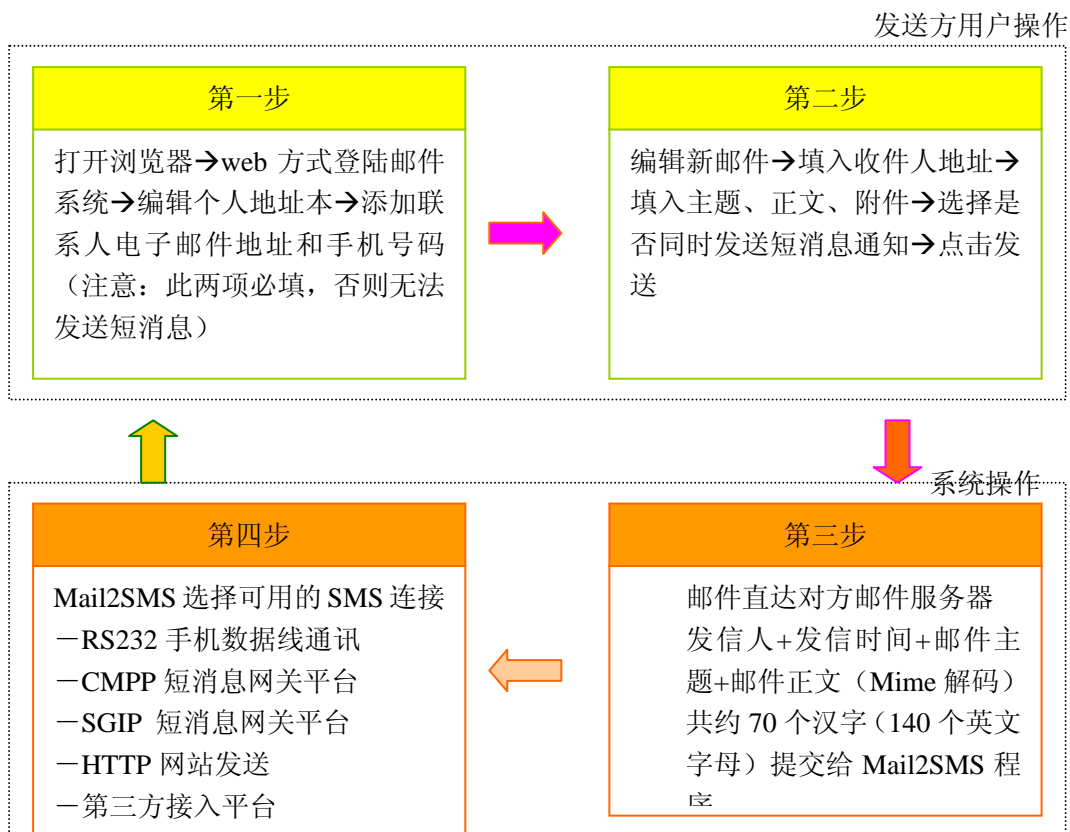 发送方用户操作
第一步
打开浏览器→web 方式登陆邮件
系统→编辑个人地址本→添加联
系人电子邮件地址和手机号码
（注意：此两项必填，否则无法
发送短消息）
第二步
编辑新邮件→填入收件人地址→
填入主题、正文、附件→选择是
否同时发送短消息通知→点击发
送
系统操作
第四步
Mail2SMS 选择可用的 SMS 连接
－RS232 手机数据线通讯
－CMPP 短消息网关平台
－SGIP 短消息网关平台
－HTTP 网站发送
－第三方接入平台
第三步
邮件直达对方邮件服务器
发信人+发信时间+邮件主
题+邮件正文（Mime 解码）
共约 70 个汉字（140 个英文
字母）提交给 Mail2SMS 程
序